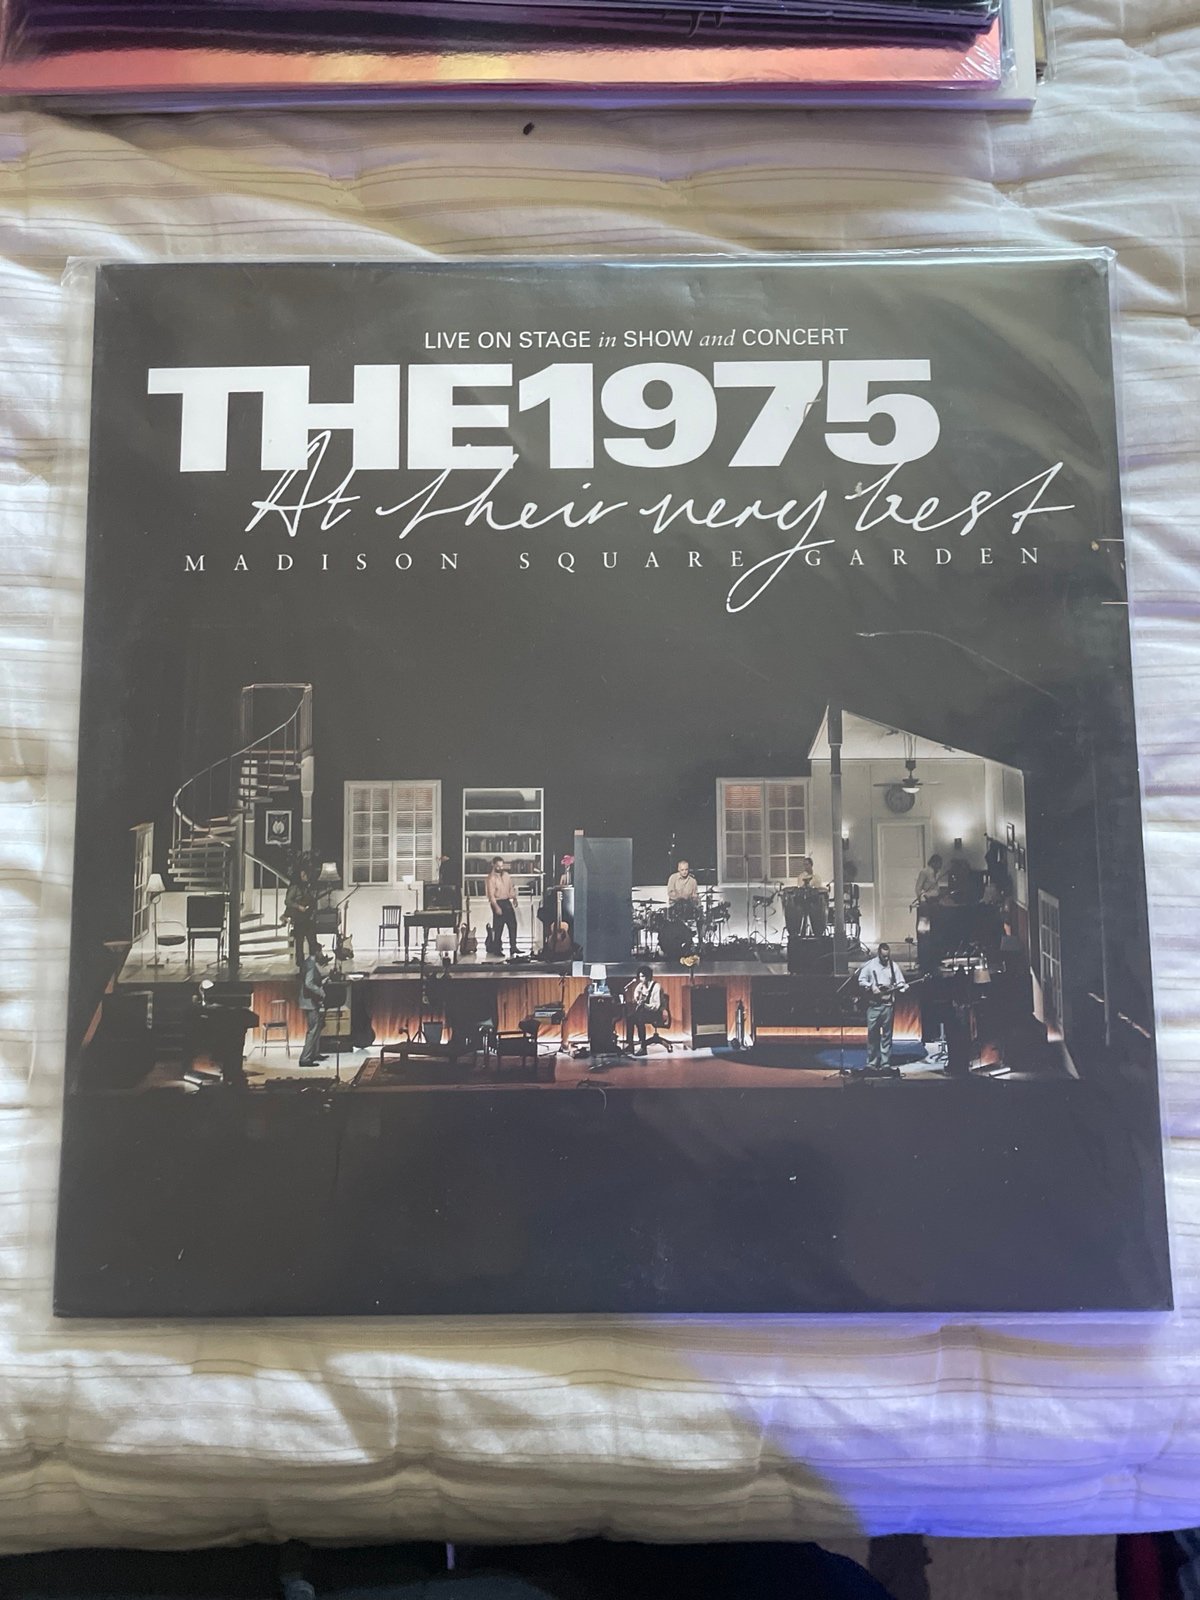 LIVE ON STAGE in SHOW and CONCERT
THE1975
At their very best
MADISON SQUARE GARDEN